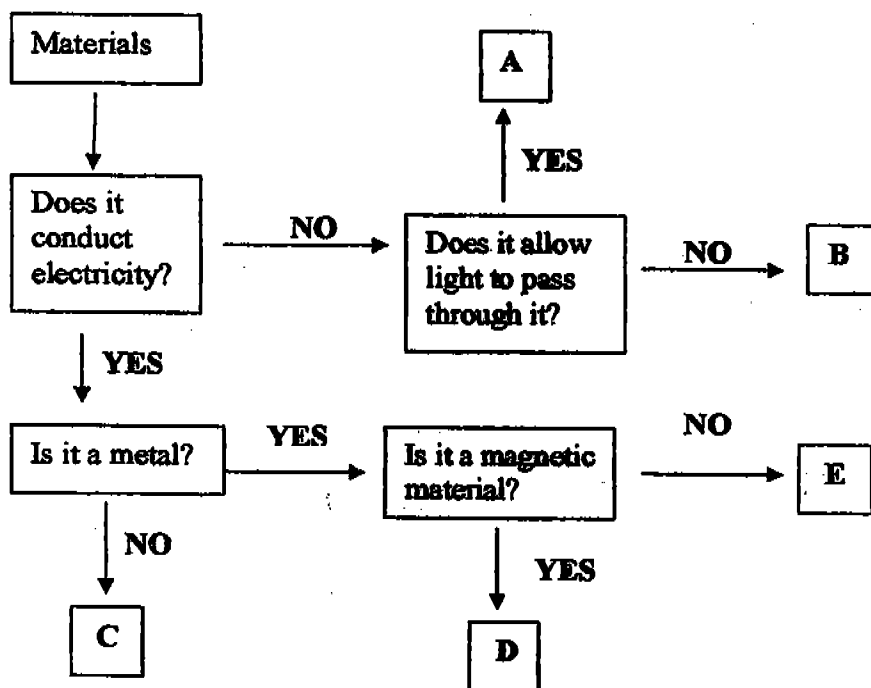 Materials
A
YES
Does it
conduct
electricity?
NO
Does it allow
light to pass
through it?
NO
B
YES
Is it a metal?
YES
Is it a magnetic
material?
NO
E
NO
YES
C
D